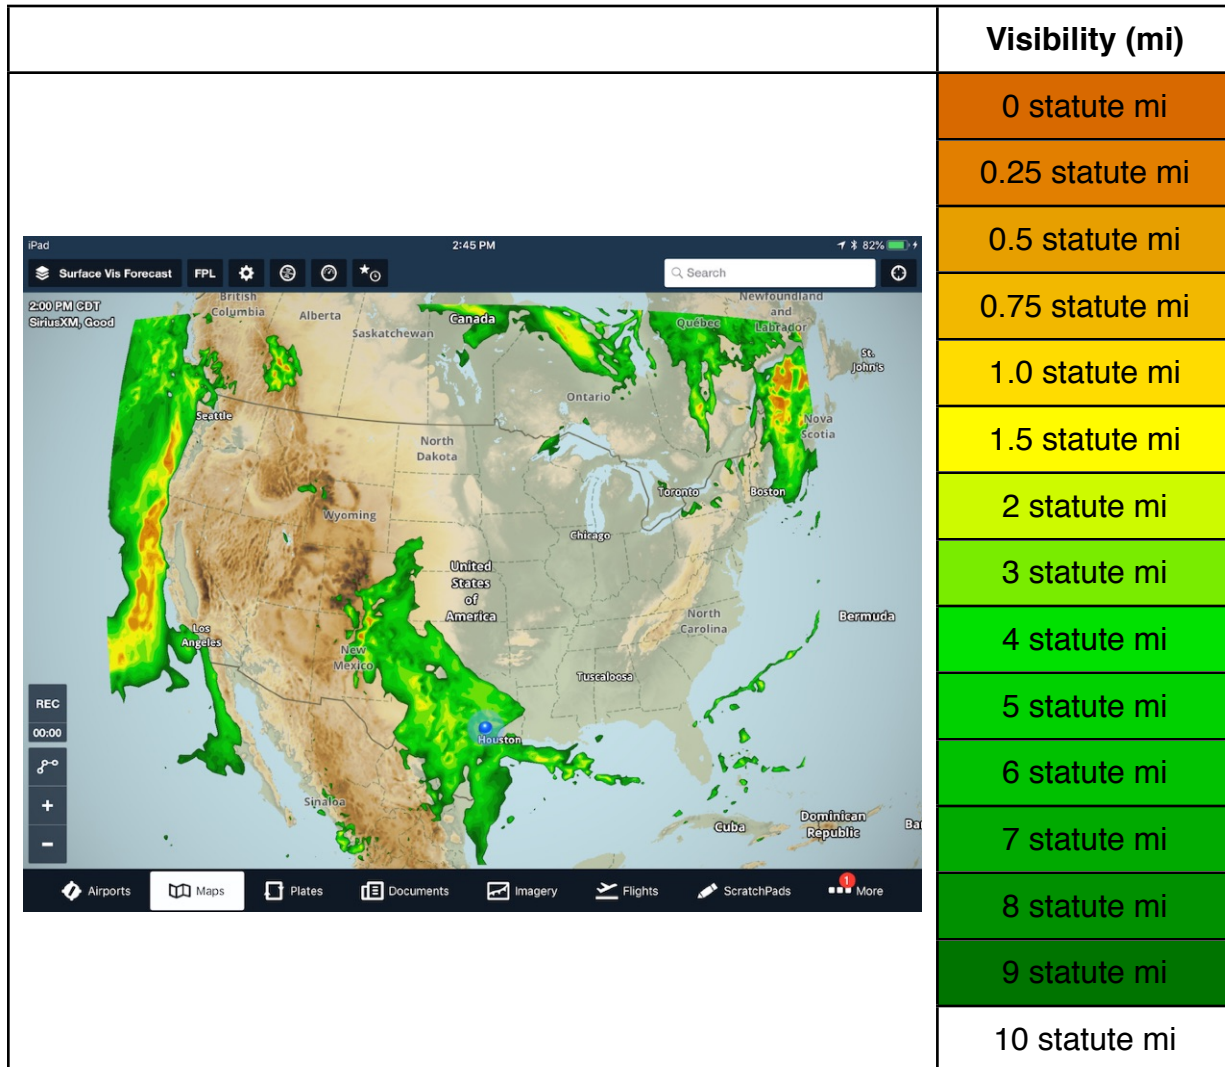 Visibility (mi)
0 statute mi
0.25 statute mi
0.5 statute mi
0.75 statute mi
1.0 statute mi
1.5 statute mi
2 statute mi
3 statute mi
4 statute mi
5 statute mi
6 statute mi
7 statute mi
8 statute mi
9 statute mi
10 statute mi
iPad
2:45 PM
82%
Surface Vis Forecast
FPL
Search
2:00 PM CDT
SiriusXM, Good
British
Columbia
Alberta
Saskatchewan
Canada
Québec
Newfoundland
and
Labrador
St.
John's
Ontario
Nova
Scotia
Seattle
North
Dakota
Toronto
Boston
Wyoming
Chicago
United
States
of
America
North
Carolina
Bermuda
Los
Angeles
New
Mexico
Tuscaloosa
Houston
Sinaloa
Cuba
Dominican
Republic
Ba
REC
00:00
+
−
Airports
Maps
Plates
Documents
Imagery
Flights
ScratchPads
1
More